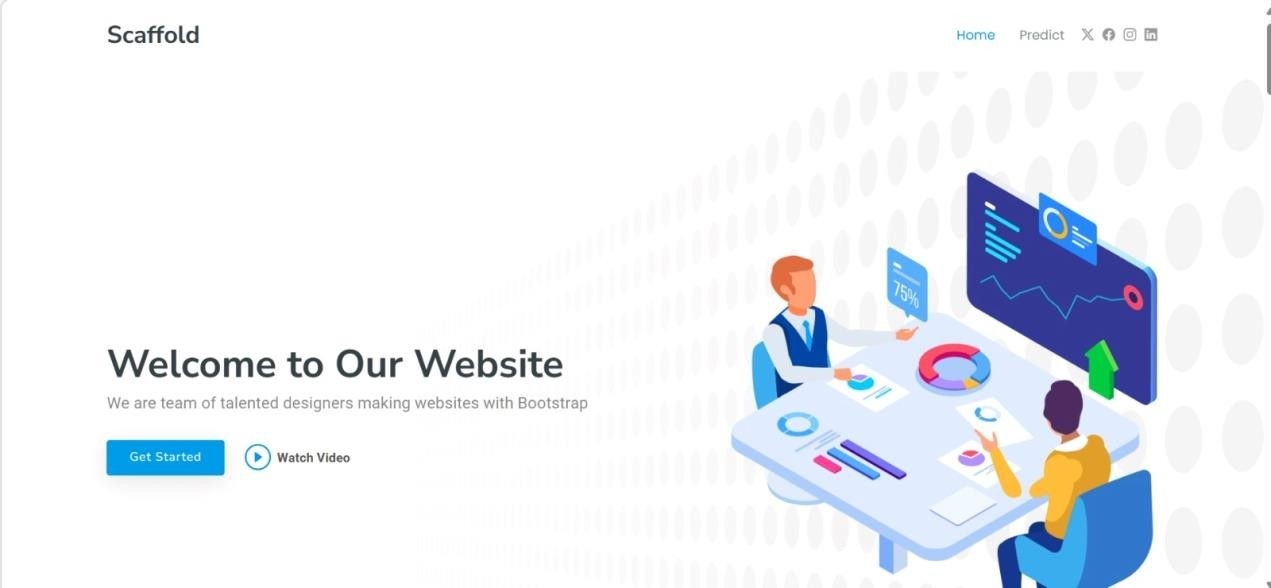 Scaffold
Home Predict
75%
Welcome to Our Website
We are team of talented designers making websites with Bootstrap
Get Started Watch Video